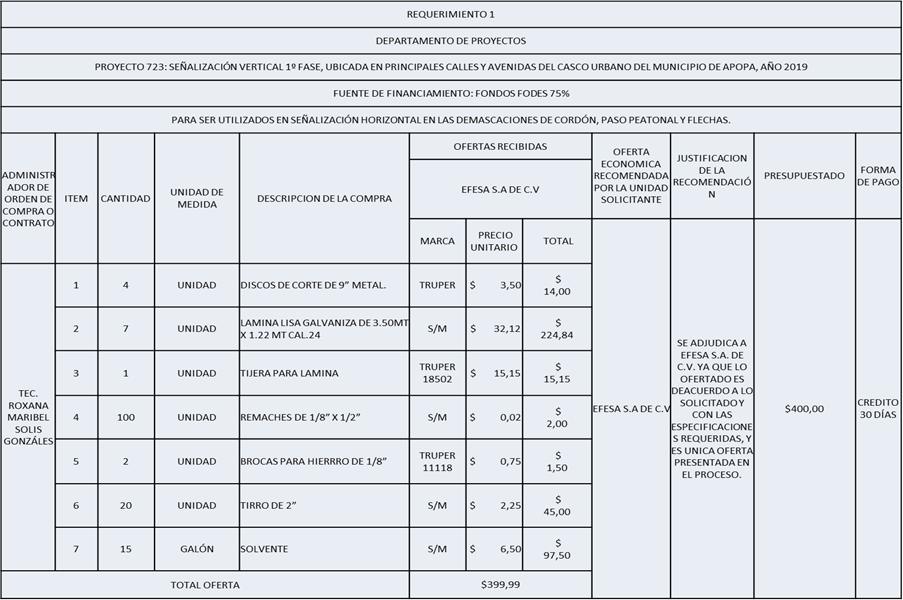 REQUERIMIENTO 1
DEPARTAMENTO DE PROYECTOS
PROYECTO 723: SEÑALIZACIÓN VERTICAL 1º FASE, UBICADA EN PRINCIPALES CALLES Y AVENIDAS DEL CASCO URBANO DEL MUNICIPIO DE APOPA, AÑO 2019
FUENTE DE FINANCIAMIENTO: FONDOS FODES 75%
PARA SER UTILIZADOS EN SEÑALIZACIÓN HORIZONTAL EN LAS DEMASCACIONES DE CORDÓN, PASO PEATONAL Y FLECHAS.
ADMINISTR
ADOR DE
ORDEN DE
COMPRA O
CONTRATO
ITEM
CANTIDAD
UNIDAD DE
MEDIDA
DESCRIPCION DE LA COMPRA
OFERTAS RECIBIDAS
EFESA S.A DE C.V
MARCA
PRECIO
UNITARIO
TOTAL
OFERTA
ECONOMICA
RECOMENDADA
POR LA UNIDAD
SOLICITANTE
JUSTIFICACION
DE LA
RECOMENDACIÓ
N
PRESUPUESTADO
FORMA
DE PAGO
TEC.
ROXANA
MARIBEL
SOLIS
GONZÁLES
1 4 UNIDAD DISCOS DE CORTE DE 9” METAL. TRUPER $ 3,50 $
14,00
2 7 UNIDAD LAMINA LISA GALVANIZA DE 3.50MT
X 1.22 MT CAL.24 S/M $ 32,12 $
224,84
3 1 UNIDAD TIJERA PARA LAMINA TRUPER
18502 $ 15,15 $
15,15
4 100 UNIDAD REMACHES DE 1/8” X 1/2” S/M $ 0,02 $
2,00
5 2 UNIDAD BROCAS PARA HIERRRO DE 1/8” TRUPER
11118 $ 0,75 $
1,50
6 20 UNIDAD TIRRO DE 2” S/M $ 2,25 $
45,00
7 15 GALÓN SOLVENTE S/M $ 6,50 $
97,50
EFESA S.A DE C.V
SE ADJUDICA A
EFESA S.A. DE
C.V. YA QUE LO
OFERTADO ES
DEACUERDO A LO
SOLICITADO Y
CON LAS
ESPECIFICACIONE
S REQUERIDAS, Y
ES UNICA OFERTA
PRESENTADA EN
EL PROCESO.
$400,00
CREDITO
30 DÍAS
TOTAL OFERTA $399,99